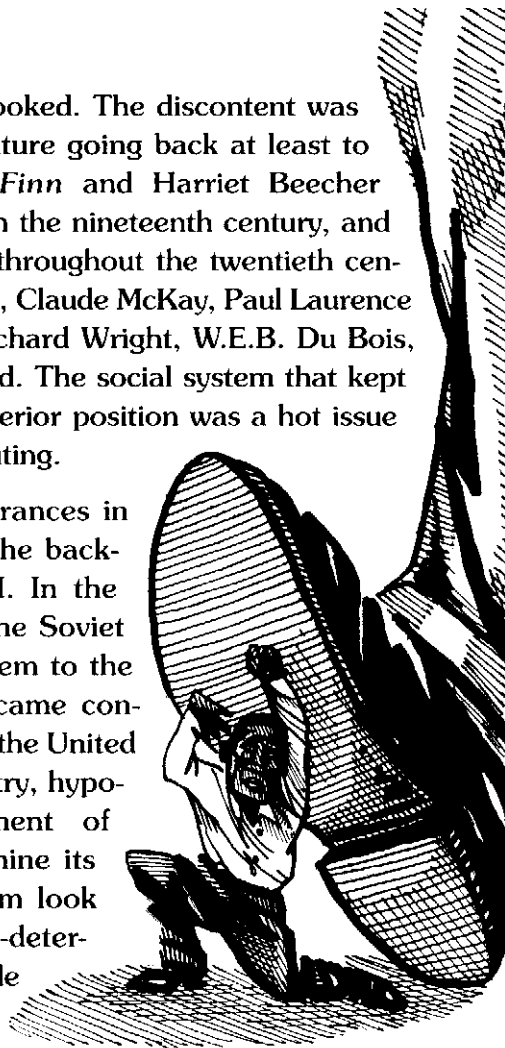 ooked. The discontent was
ture going back at least to
Finn and Harriet Beecher
n the nineteenth century, and
throughout the twentieth cen-
, Claude McKay, Paul Laurence
chard Wright, W.E.B. Du Bois,
d. The social system that kept
erior position was a hot issue
uting.
rances in
he back-
I. In the
ne Soviet
em to the
came con-
the United
try, hypo-
nent of
nine its
m look
-deter-
le